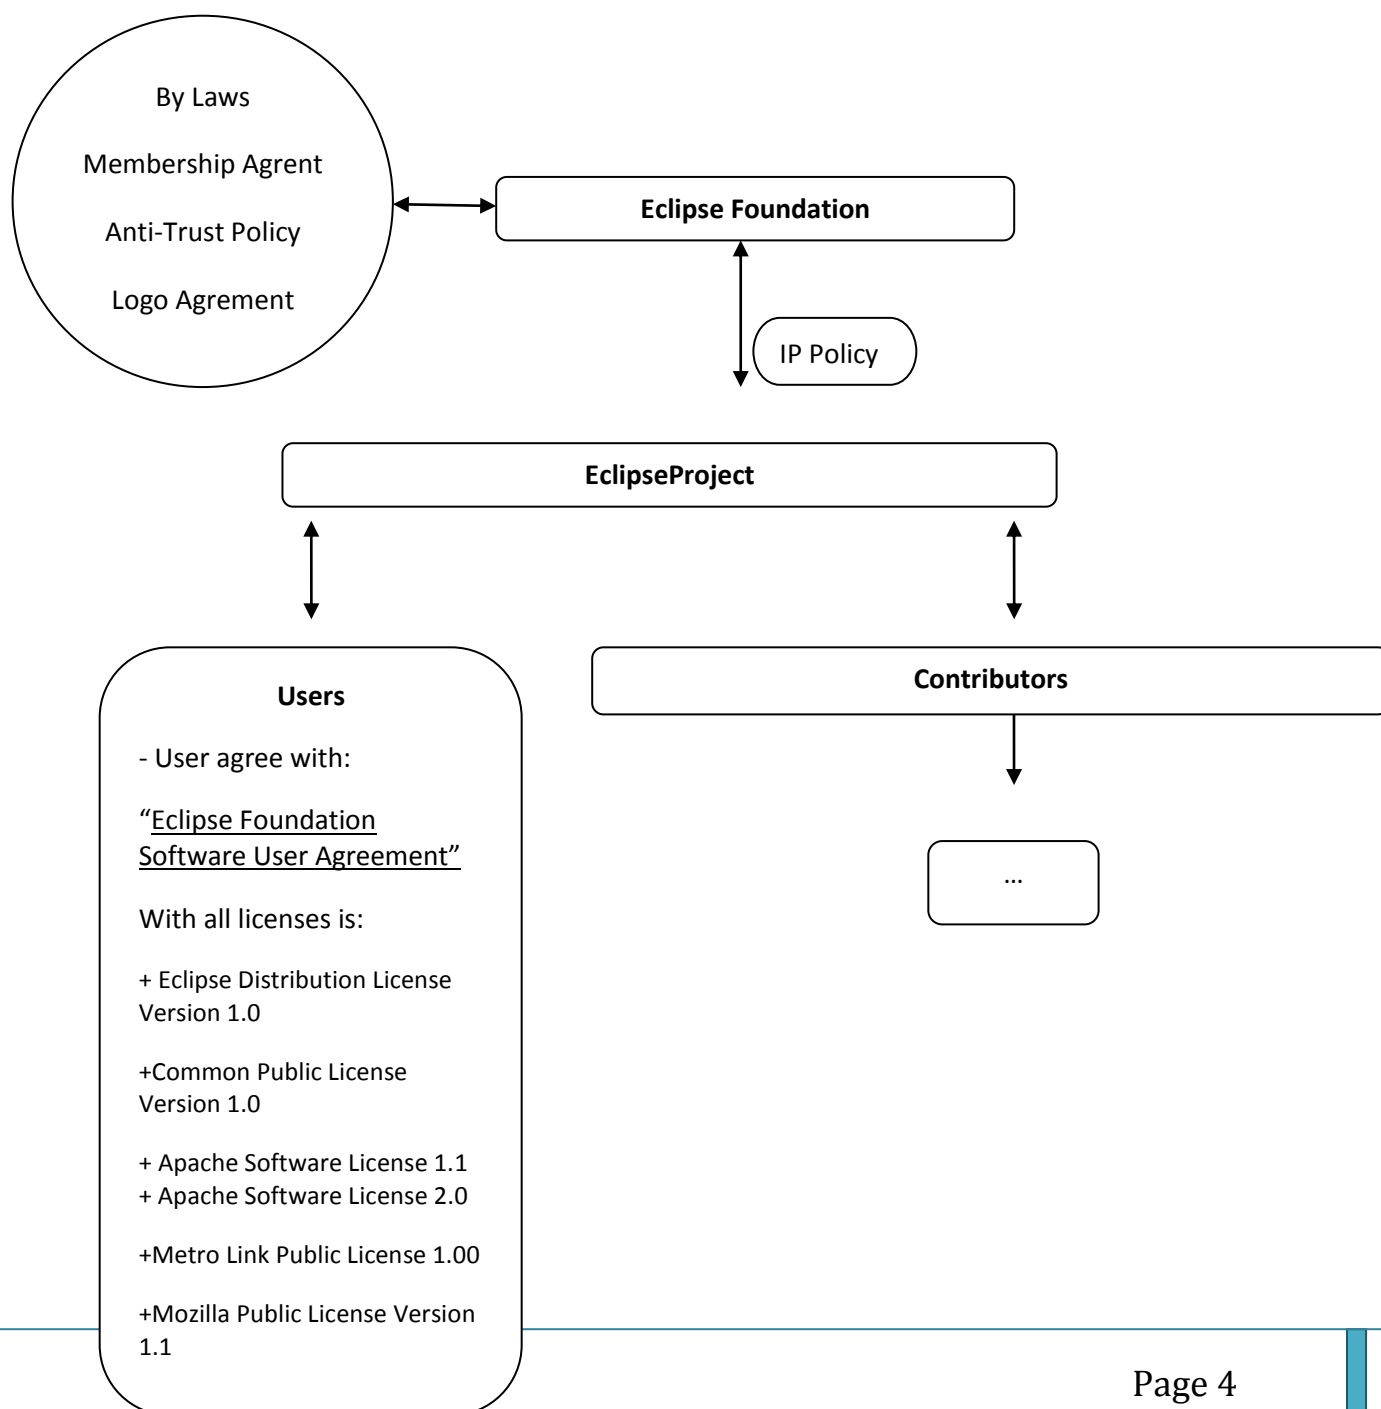 By Laws
Membership Agrent
Anti-Trust Policy
Logo Agrement
Eclipse Foundation
IP Policy
EclipseProject
Users
- User agree with:
“Eclipse Foundation
Software User Agreement”
With all licenses is:
+ Eclipse Distribution License
Version 1.0
+Common Public License
Version 1.0
+ Apache Software License 1.1
+ Apache Software License 2.0
+Metro Link Public License 1.00
+Mozilla Public License Version
1.1
Contributors
...
Page 4